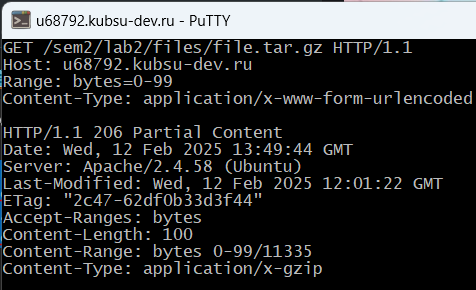 u68792.kubsu-dev.ru - PuTTY
GET /sem2/lab2/files/file.tar.gz HTTP/1.1
Host: u68792.kubsu-dev.ru
Range: bytes=0-99
Content-Type: application/x-www-form-urlencoded
HTTP/1.1 206 Partial Content
Date: Wed, 12 Feb 2025 13:49:44 GMT
Server: Apache/2.4.58 (Ubuntu)
Last-Modified: Wed, 12 Feb 2025 12:01:22 GMT
ETag: "2c47-62df0b33d3f44"
Accept-Ranges: bytes
Content-Length: 100
Content-Range: bytes 0-99/11335
Content-Type: application/x-gzip